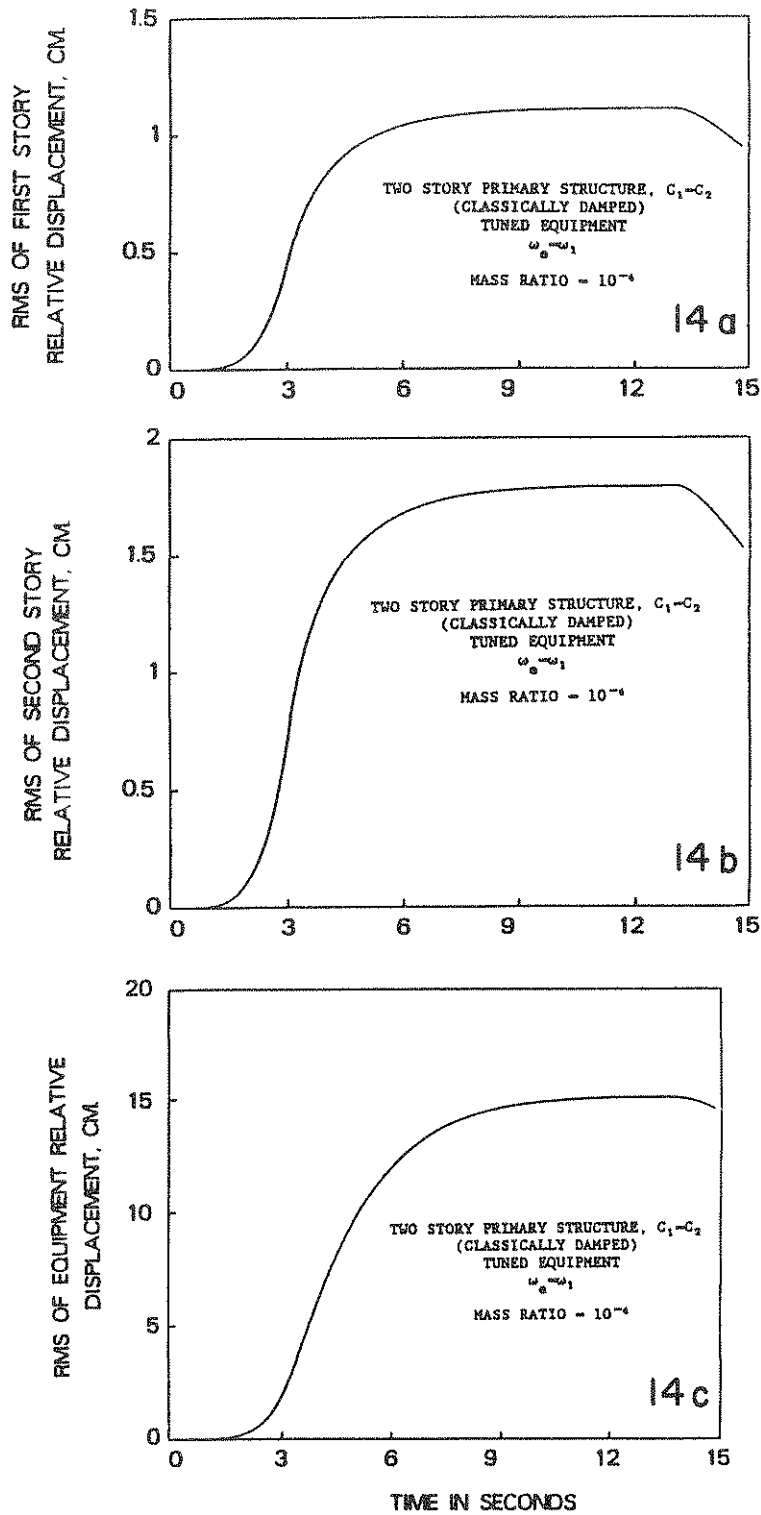 RMS OF FIRST STORY
RELATIVE DISPLACEMENT, CM.
1.5
1
0.5
0
0 3 6 9 12 15
TWO STORY PRIMARY STRUCTURE, C₁=C₂
(CLASSICALLY DAMPED)
TUNED EQUIPMENT
ωₑ=ω₁
MASS RATIO = 10⁻⁴
14a
RMS OF SECOND STORY
RELATIVE DISPLACEMENT, CM.
2
1.5
1
0.5
0
0 3 6 9 12 15
TWO STORY PRIMARY STRUCTURE, C₁=C₂
(CLASSICALLY DAMPED)
TUNED EQUIPMENT
ωₑ=ω₁
MASS RATIO = 10⁻⁴
14b
RMS OF EQUIPMENT RELATIVE
DISPLACEMENT, CM.
20
15
10
5
0
0 3 6 9 12 15
TWO STORY PRIMARY STRUCTURE, C₁=C₂
(CLASSICALLY DAMPED)
TUNED EQUIPMENT
ωₑ=ω₁
MASS RATIO = 10⁻⁴
14c
TIME IN SECONDS